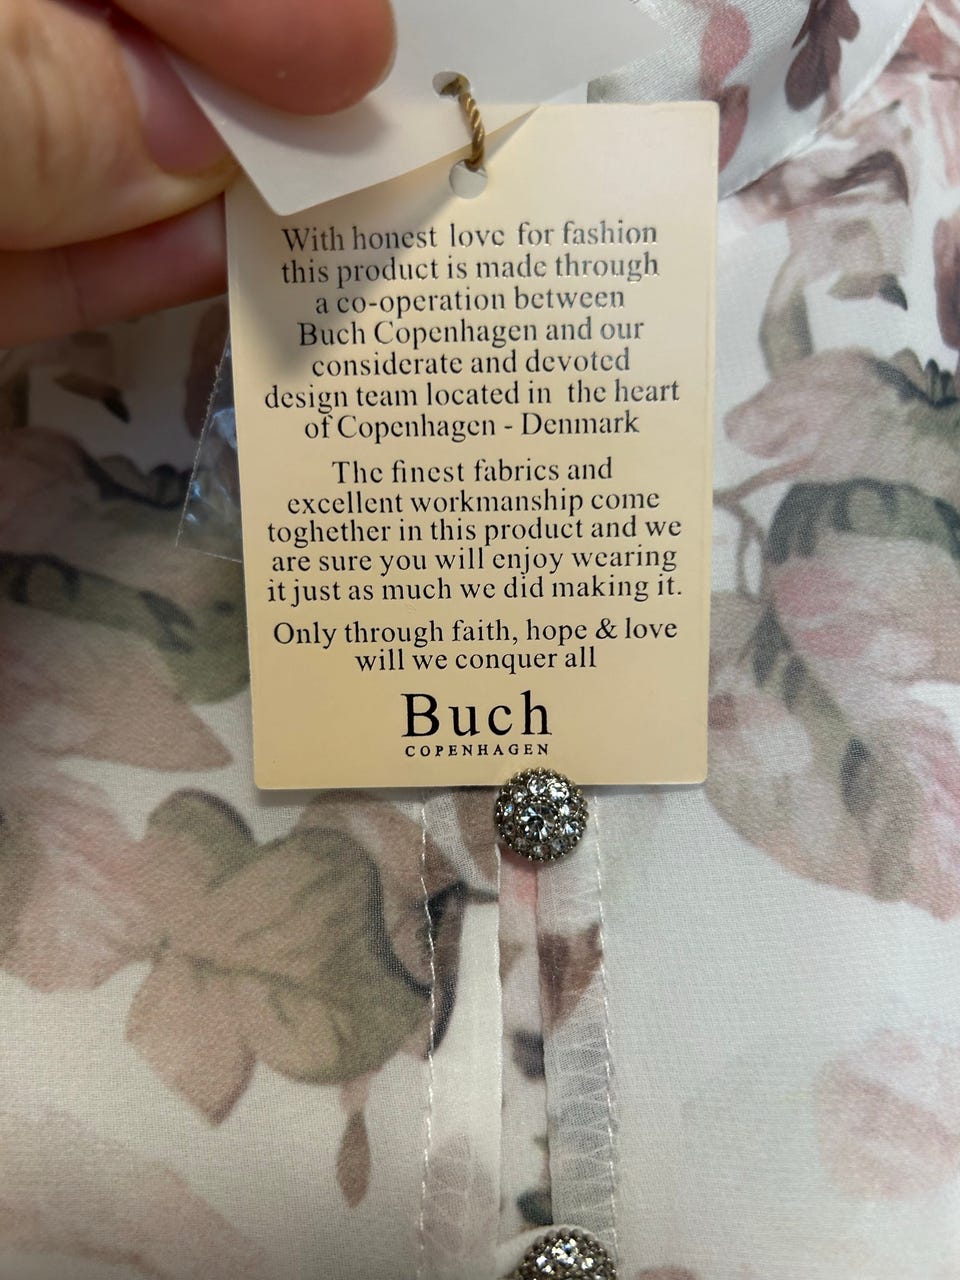 With honest love for fashion
this product is made through
a co-operation between
Buch Copenhagen and our
considerate and devoted
design team located in the heart
of Copenhagen - Denmark
The finest fabrics and
excellent workmanship come
toghether in this product and we
are sure you will enjoy wearing
it just as much we did making it.
Only through faith, hope & love
will we conquer all
Buch
COPENHAGEN